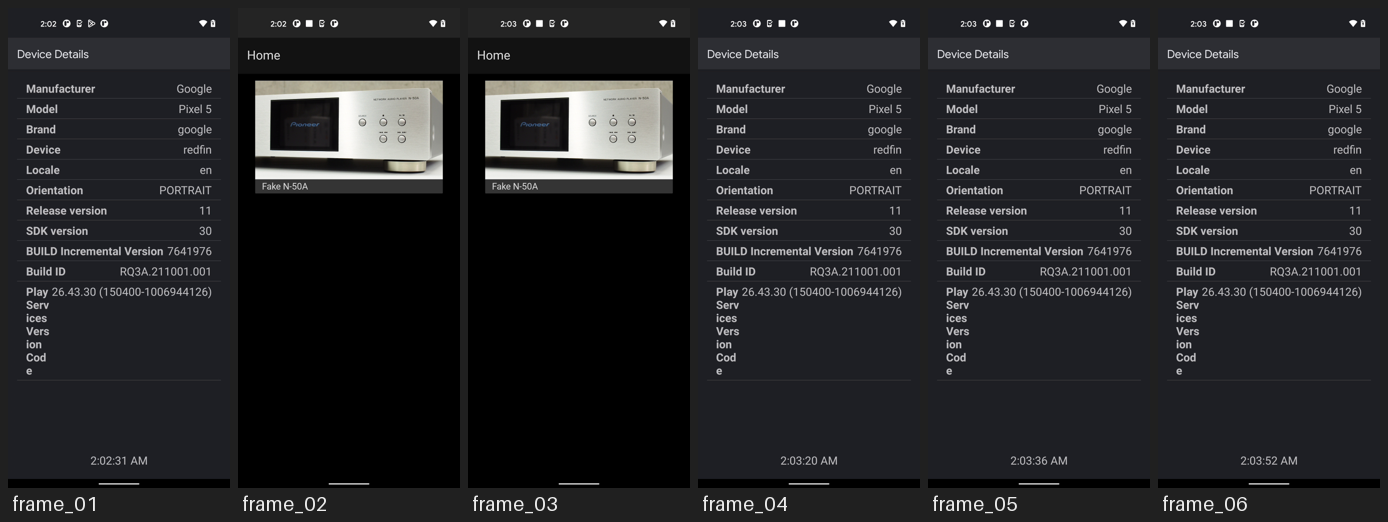 2:02
Device Details
Manufacturer Google
Model Pixel 5
Brand google
Device redfin
Locale en
Orientation PORTRAIT
Release version 11
SDK version 30
BUILD Incremental Version 7641976
Build ID RQ3A.211001.001
Play 26.43.30 (150400-1006944126)
Serv
ices
Vers
ion
Cod
e
2:02:31 AM
frame_01
2:02
Home
Pioneer
Fake N-50A
frame_02
2:03
Home
Pioneer
Fake N-50A
frame_03
2:03
Device Details
Manufacturer Google
Model Pixel 5
Brand google
Device redfin
Locale en
Orientation PORTRAIT
Release version 11
SDK version 30
BUILD Incremental Version 7641976
Build ID RQ3A.211001.001
Play 26.43.30 (150400-1006944126)
Serv
ices
Vers
ion
Cod
e
2:03:20 AM
frame_04
2:03
Device Details
Manufacturer Google
Model Pixel 5
Brand google
Device redfin
Locale en
Orientation PORTRAIT
Release version 11
SDK version 30
BUILD Incremental Version 7641976
Build ID RQ3A.211001.001
Play 26.43.30 (150400-1006944126)
Serv
ices
Vers
ion
Cod
e
2:03:36 AM
frame_05
2:03
Device Details
Manufacturer Google
Model Pixel 5
Brand google
Device redfin
Locale en
Orientation PORTRAIT
Release version 11
SDK version 30
BUILD Incremental Version 7641976
Build ID RQ3A.211001.001
Play 26.43.30 (150400-1006944126)
Serv
ices
Vers
ion
Cod
e
2:03:52 AM
frame_06